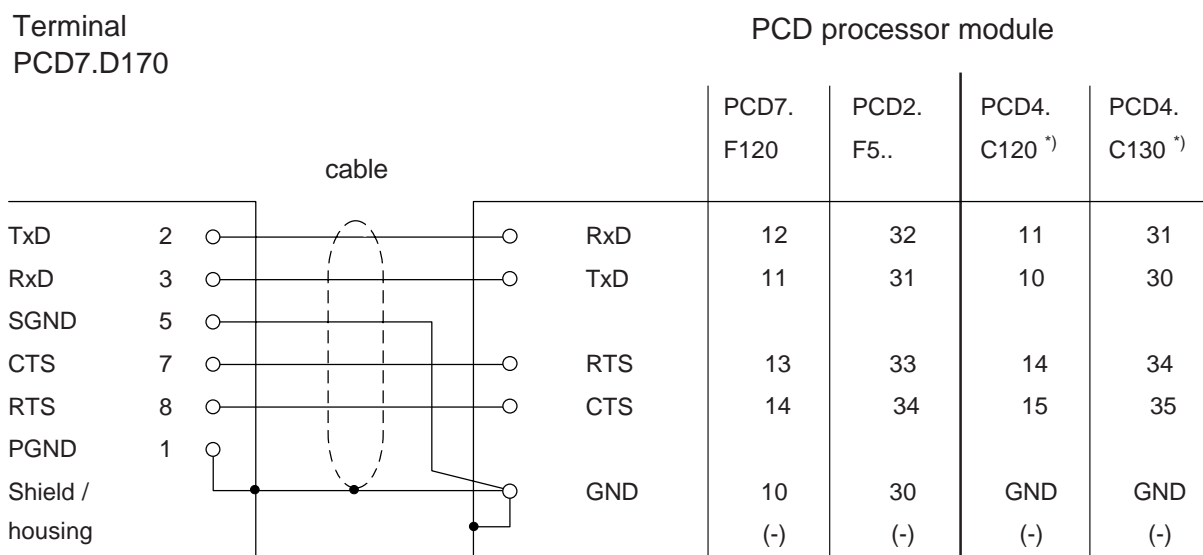 Terminal
PCD7.D170
PCD processor module
PCD7. PCD2. PCD4. PCD4.
F120 F5.. C120 *) C130 *)
cable
TxD 2 RxD 12 32 11 31
RxD 3 TxD 11 31 10 30
SGND 5
CTS 7 RTS 13 33 14 34
RTS 8 CTS 14 34 15 35
PGND 1
Shield / GND 10 30 GND GND
housing (-) (-) (-) (-)